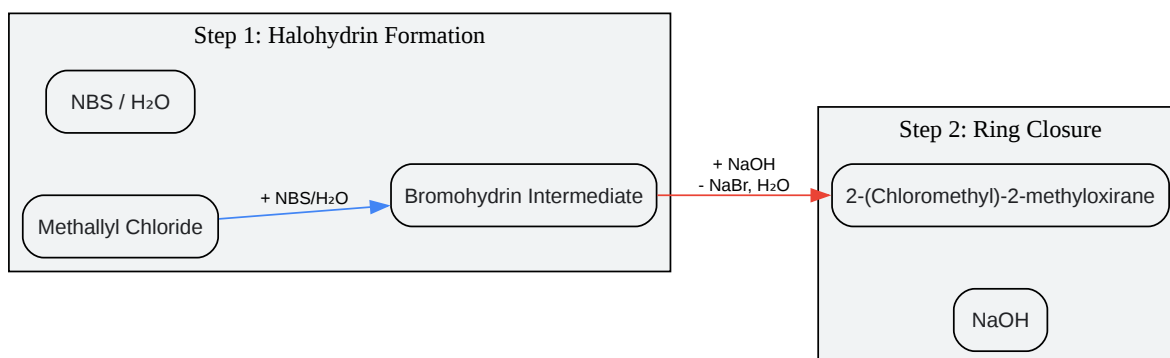 Step 1: Halohydrin Formation
NBS / H₂O
Methallyl Chloride
+ NBS/H₂O
Bromohydrin Intermediate
+ NaOH
- NaBr, H₂O
Step 2: Ring Closure
2-(Chloromethyl)-2-methyloxirane
NaOH